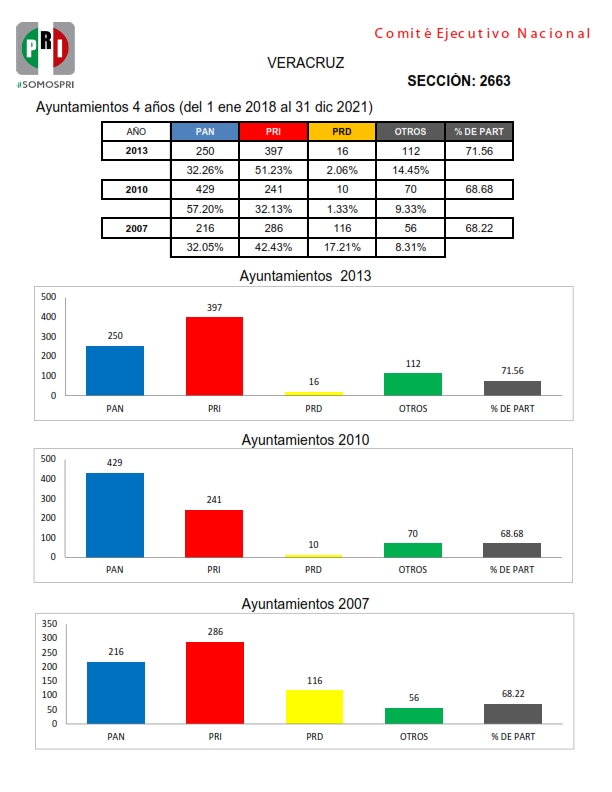 Comité Ejecutivo Nacional
PRI
#SOMOSPRI
VERACRUZ
SECCIÓN: 2663
Ayuntamientos 4 años (del 1 ene 2018 al 31 dic 2021)
AÑO PAN PRI PRD OTROS % DE PART
2013 250 397 16 112 71.56
32.26% 51.23% 2.06% 14.45%
2010 429 241 10 70 68.68
57.20% 32.13% 1.33% 9.33%
2007 216 286 116 56 68.22
32.05% 42.43% 17.21% 8.31%
Ayuntamientos 2013
500
400
300
200
100
0
250 397 16 112 71.56
PAN PRI PRD OTROS % DE PART
Ayuntamientos 2010
500
400
300
200
100
0
429 241 10 70 68.68
PAN PRI PRD OTROS % DE PART
Ayuntamientos 2007
350
300
250
200
150
100
50
0
216 286 116 56 68.22
PAN PRI PRD OTROS % DE PART